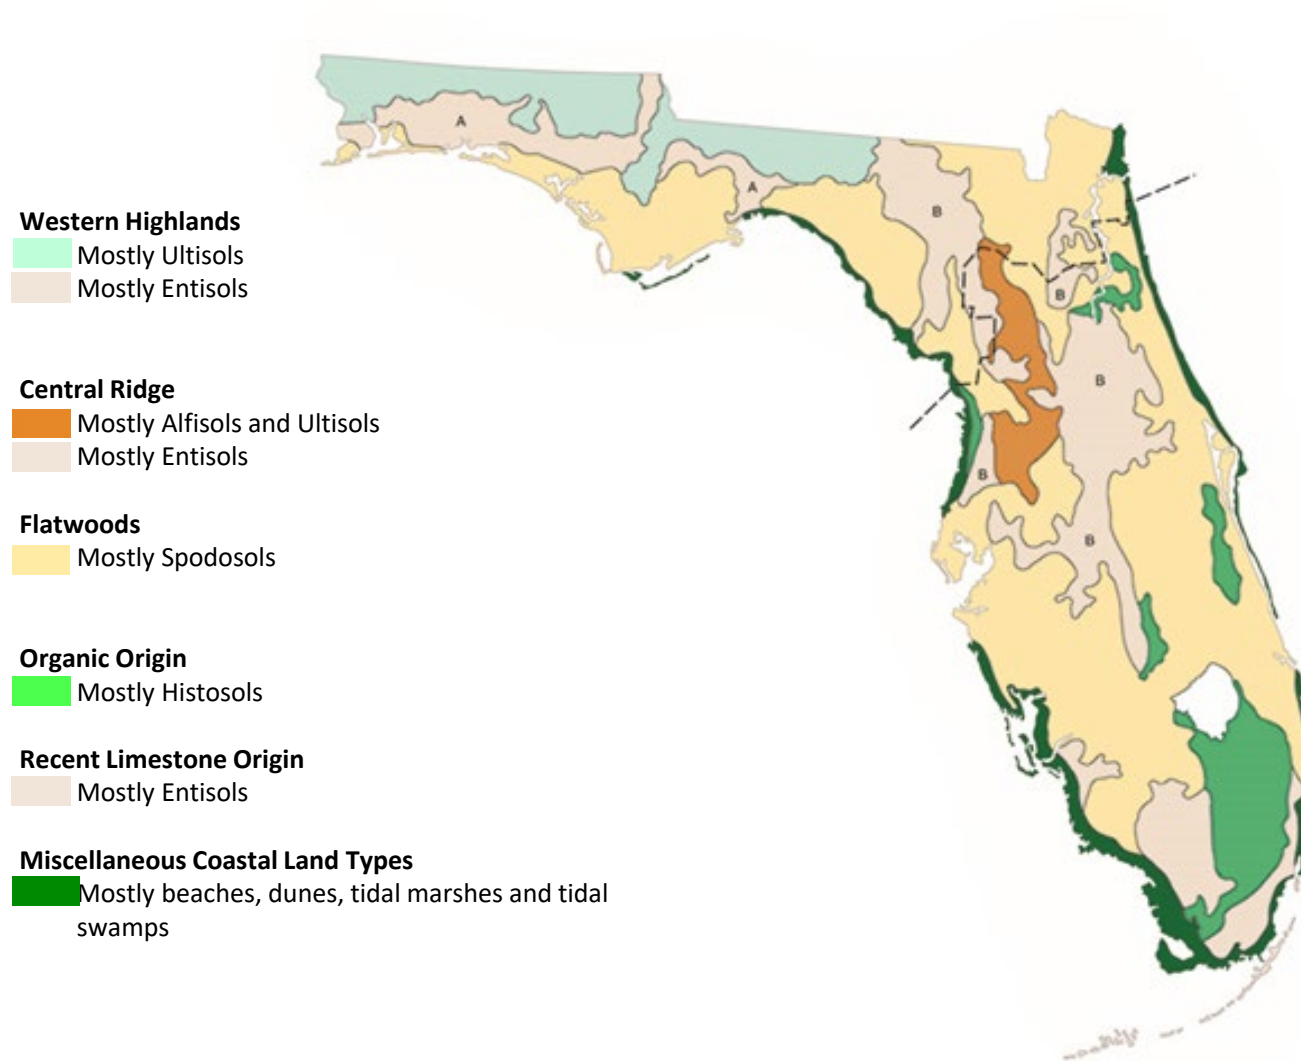 Western Highlands
Mostly Ultisols
Mostly Entisols
Central Ridge
Mostly Alfisols and Ultisols
Mostly Entisols
Flatwoods
Mostly Spodosols
Organic Origin
Mostly Histosols
Recent Limestone Origin
Mostly Entisols
Miscellaneous Coastal Land Types
Mostly beaches, dunes, tidal marshes and tidal
swamps
A
A
B
B
B
B
B